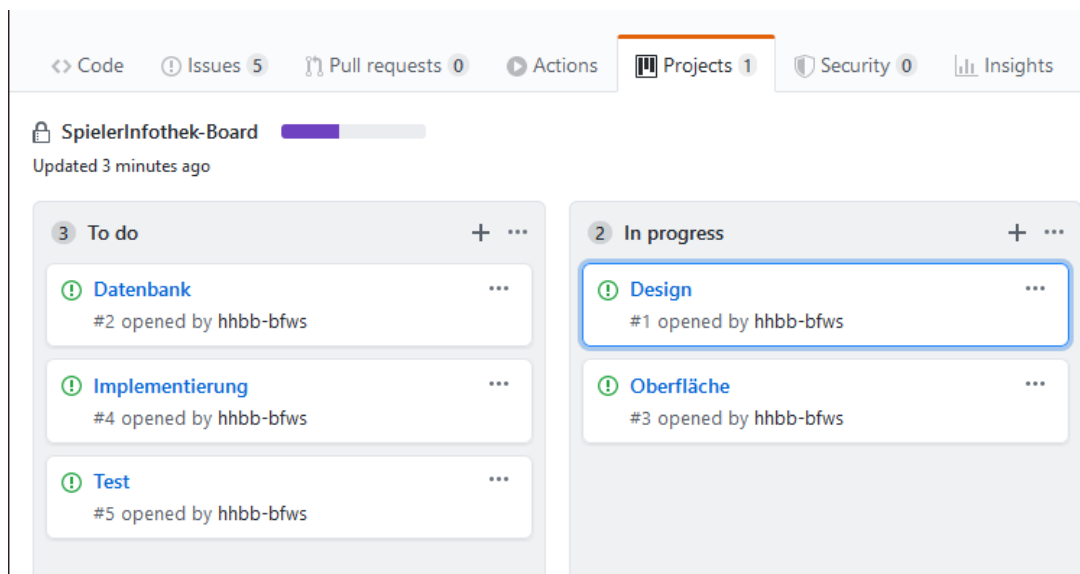 Code Issues 5 Pull requests 0 Actions Projects 1 Security 0 Insights
SpielerInfothek-Board
Updated 3 minutes ago
3 To do
Datenbank
#2 opened by hhbb-bfws
Implementierung
#4 opened by hhbb-bfws
Test
#5 opened by hhbb-bfws
2 In progress
Design
#1 opened by hhbb-bfws
Oberfläche
#3 opened by hhbb-bfws